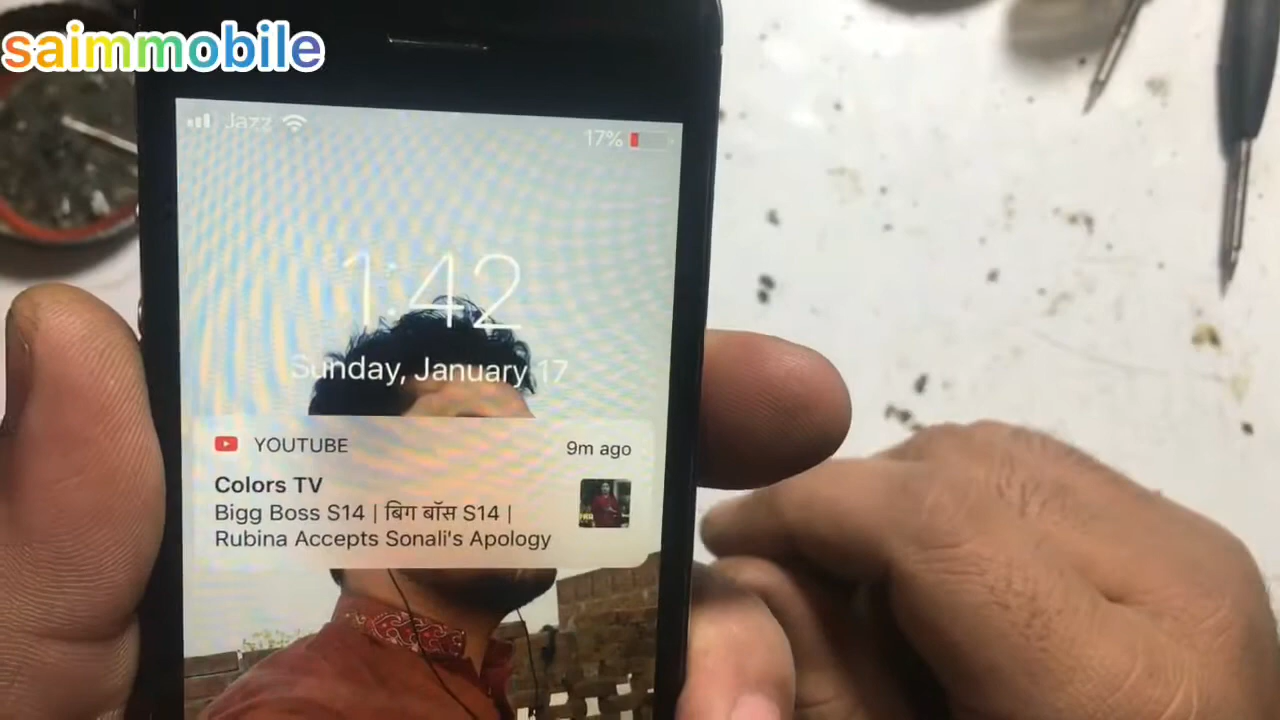 saimmobile
Jazz
17%
1:42
Sunday, January 17
YOUTUBE
9m ago
Colors TV
Bigg Boss S14 | बिग बॉस S14 |
Rubina Accepts Sonali's Apology